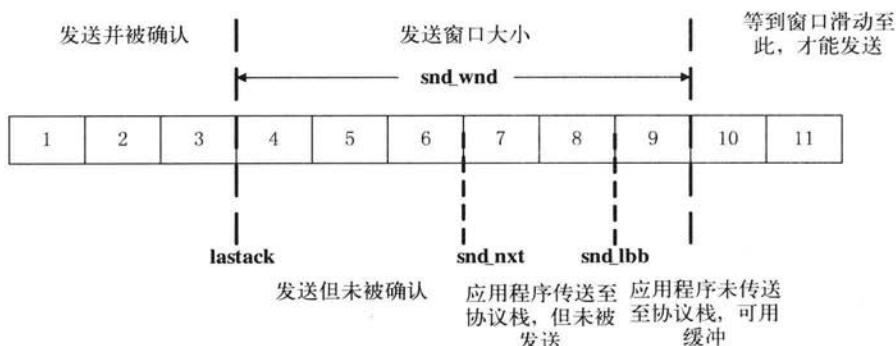 发送并被确认
发送窗口大小
等到窗口滑动至
此，才能发送
snd_wnd
1 2 3 4 5 6 7 8 9 10 11
lastack
snd_nxt
snd_lbb
发送但未被确认
应用程序传送至
协议栈，但未被
发送
应用程序未传送
至协议栈，可用
缓冲